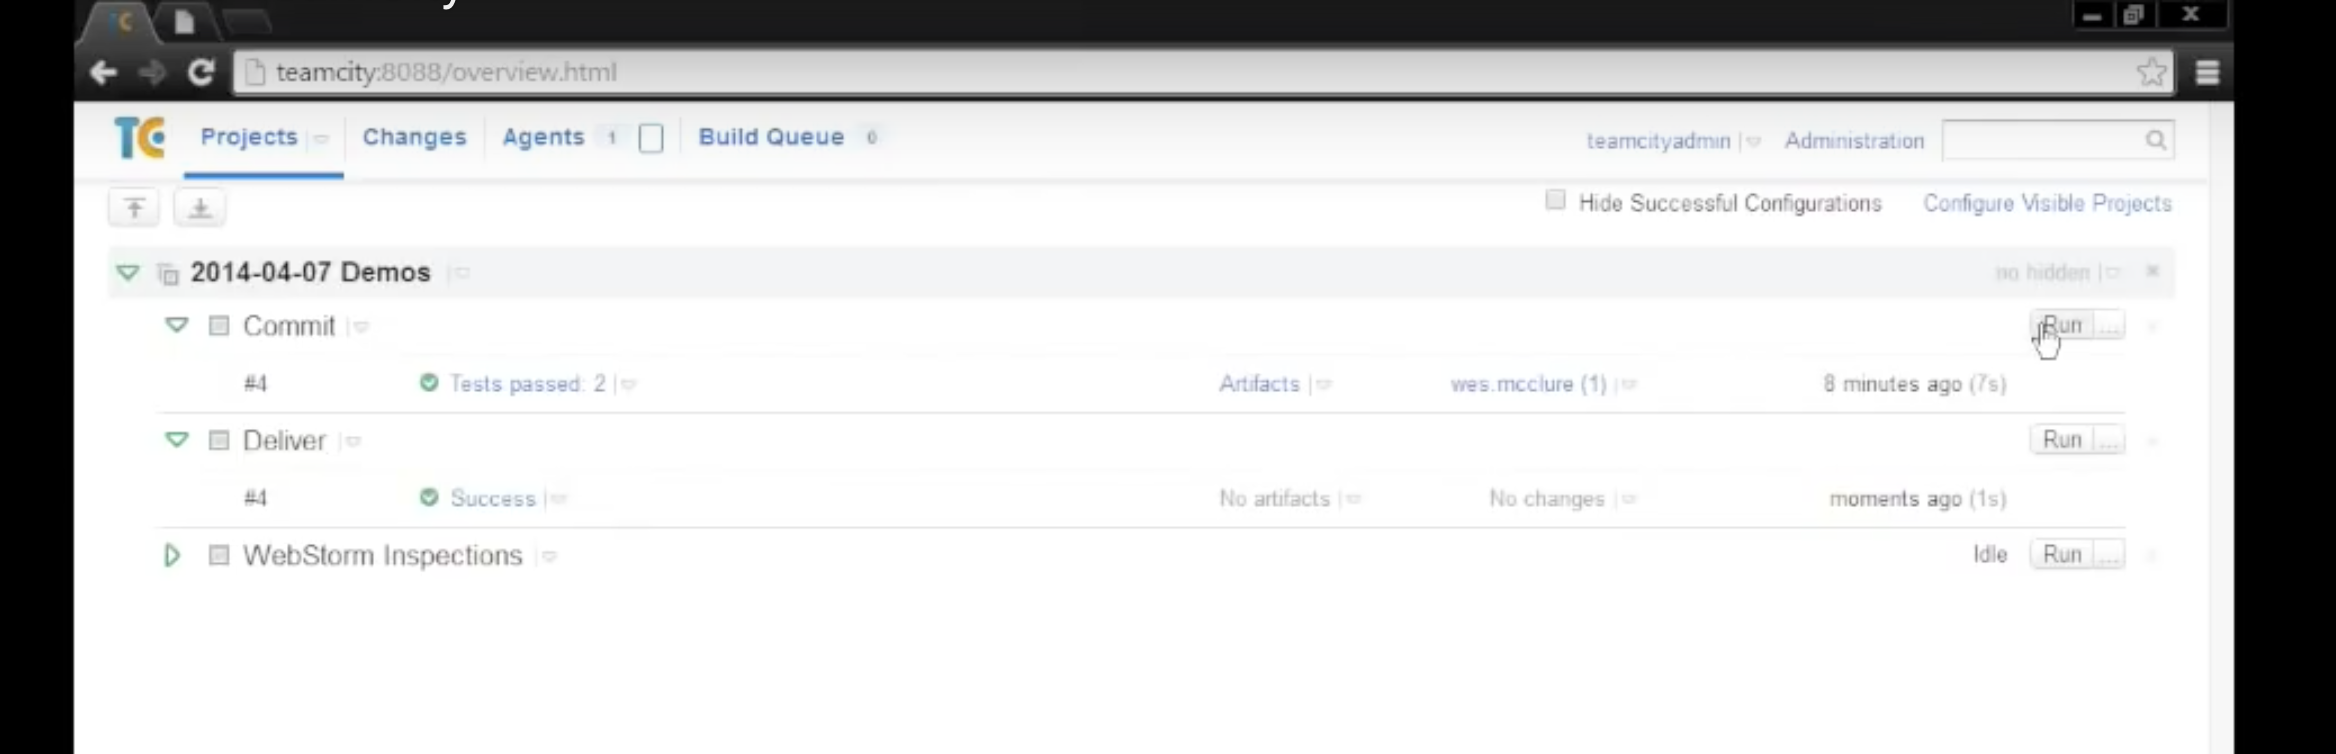 teamcity:8088/overview.html
TC Projects Changes Agents 1 Build Queue 0 teamcityadmin Administration
Hide Successful Configurations Configure Visible Projects
2014-04-07 Demos no hidden
Commit Run ...
#4 Tests passed: 2 Artifacts wes.mcclure (1) 8 minutes ago (7s)
Deliver Run ...
#4 Success No artifacts No changes moments ago (1s)
WebStorm Inspections Idle Run ...